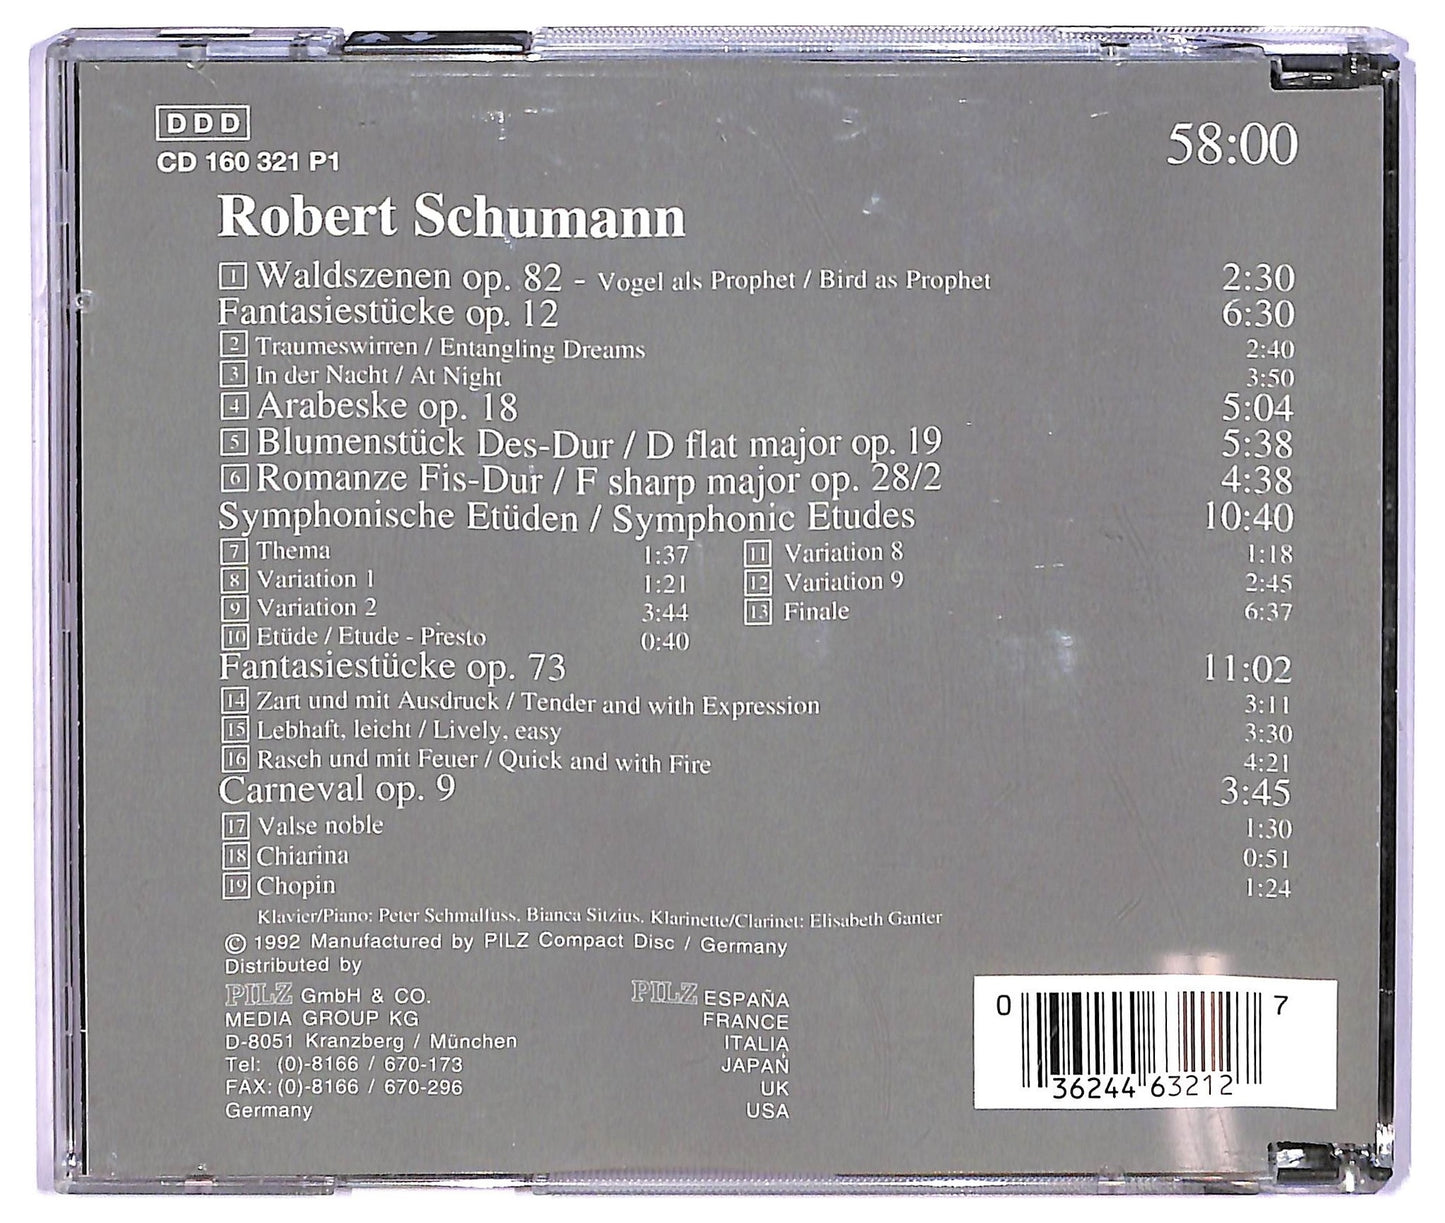 DDD
CD 160 321 P1
58:00
Robert Schumann
1 Waldszenen op. 82 - Vogel als Prophet / Bird as Prophet 2:30
Fantasiestücke op. 12 6:30
2 Traumeswirren / Entangling Dreams 2:40
3 In der Nacht / At Night 3:50
4 Arabeske op. 18 5:04
5 Blumenstück Des-Dur / D flat major op. 19 5:38
6 Romanze Fis-Dur / F sharp major op. 28/2 4:38
Symphonische Etüden / Symphonic Etudes 10:40
7 Thema 1:37 11 Variation 8 1:18
8 Variation 1 1:21 12 Variation 9 2:45
9 Variation 2 3:44 13 Finale 6:37
10 Etüde / Etude - Presto 0:40
Fantasiestücke op. 73 11:02
14 Zart und mit Ausdruck / Tender and with Expression 3:11
15 Lebhaft, leicht / Lively, easy 3:30
16 Rasch und mit Feuer / Quick and with Fire 4:21
Carneval op. 9 3:45
17 Valse noble 1:30
18 Chiarina 0:51
19 Chopin 1:24
Klavier/Piano: Peter Schmalfuss, Bianca Sitzius, Klarinette/Clarinet: Elisabeth Ganter
© 1992 Manufactured by PILZ Compact Disc / Germany
Distributed by
PILZ GmbH & CO.
MEDIA GROUP KG
D-8051 Kranzberg / München
Tel: (0)-8166 / 670-173
FAX: (0)-8166 / 670-296
Germany
PILZ ESPAÑA
FRANCE
ITALIA
JAPAN
UK
USA
0 36244 63212 7